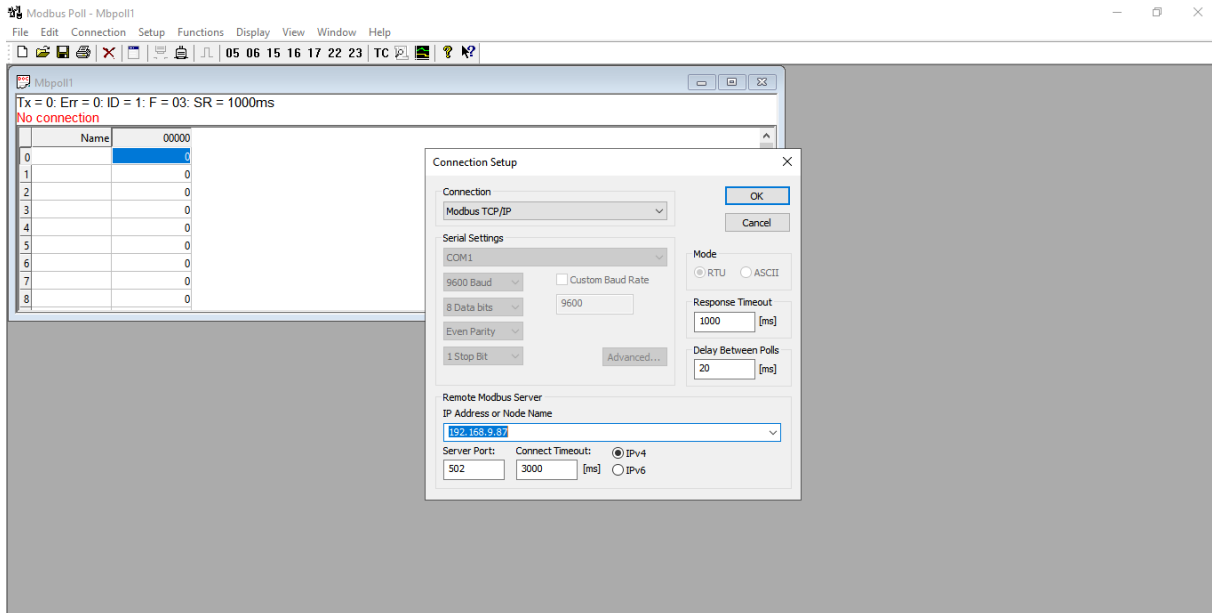 Modbus Poll - Mbpoll1
File Edit Connection Setup Functions Display View Window Help
05 06 15 16 17 22 23 TC
Mbpoll1
Tx = 0: Err = 0: ID = 1: F = 03: SR = 1000ms
No connection
Name 00000
0 0
1 0
2 0
3 0
4 0
5 0
6 0
7 0
8 0
Connection Setup
Connection
Modbus TCP/IP
OK
Cancel
Serial Settings
COM1
9600 Baud
Custom Baud Rate
8 Data bits
9600
Even Parity
1 Stop Bit
Advanced...
Mode
RTU ASCII
Response Timeout
1000 [ms]
Delay Between Polls
20 [ms]
Remote Modbus Server
IP Address or Node Name
192.168.9.87
Server Port: Connect Timeout: IPv4
502 3000 [ms] IPv6